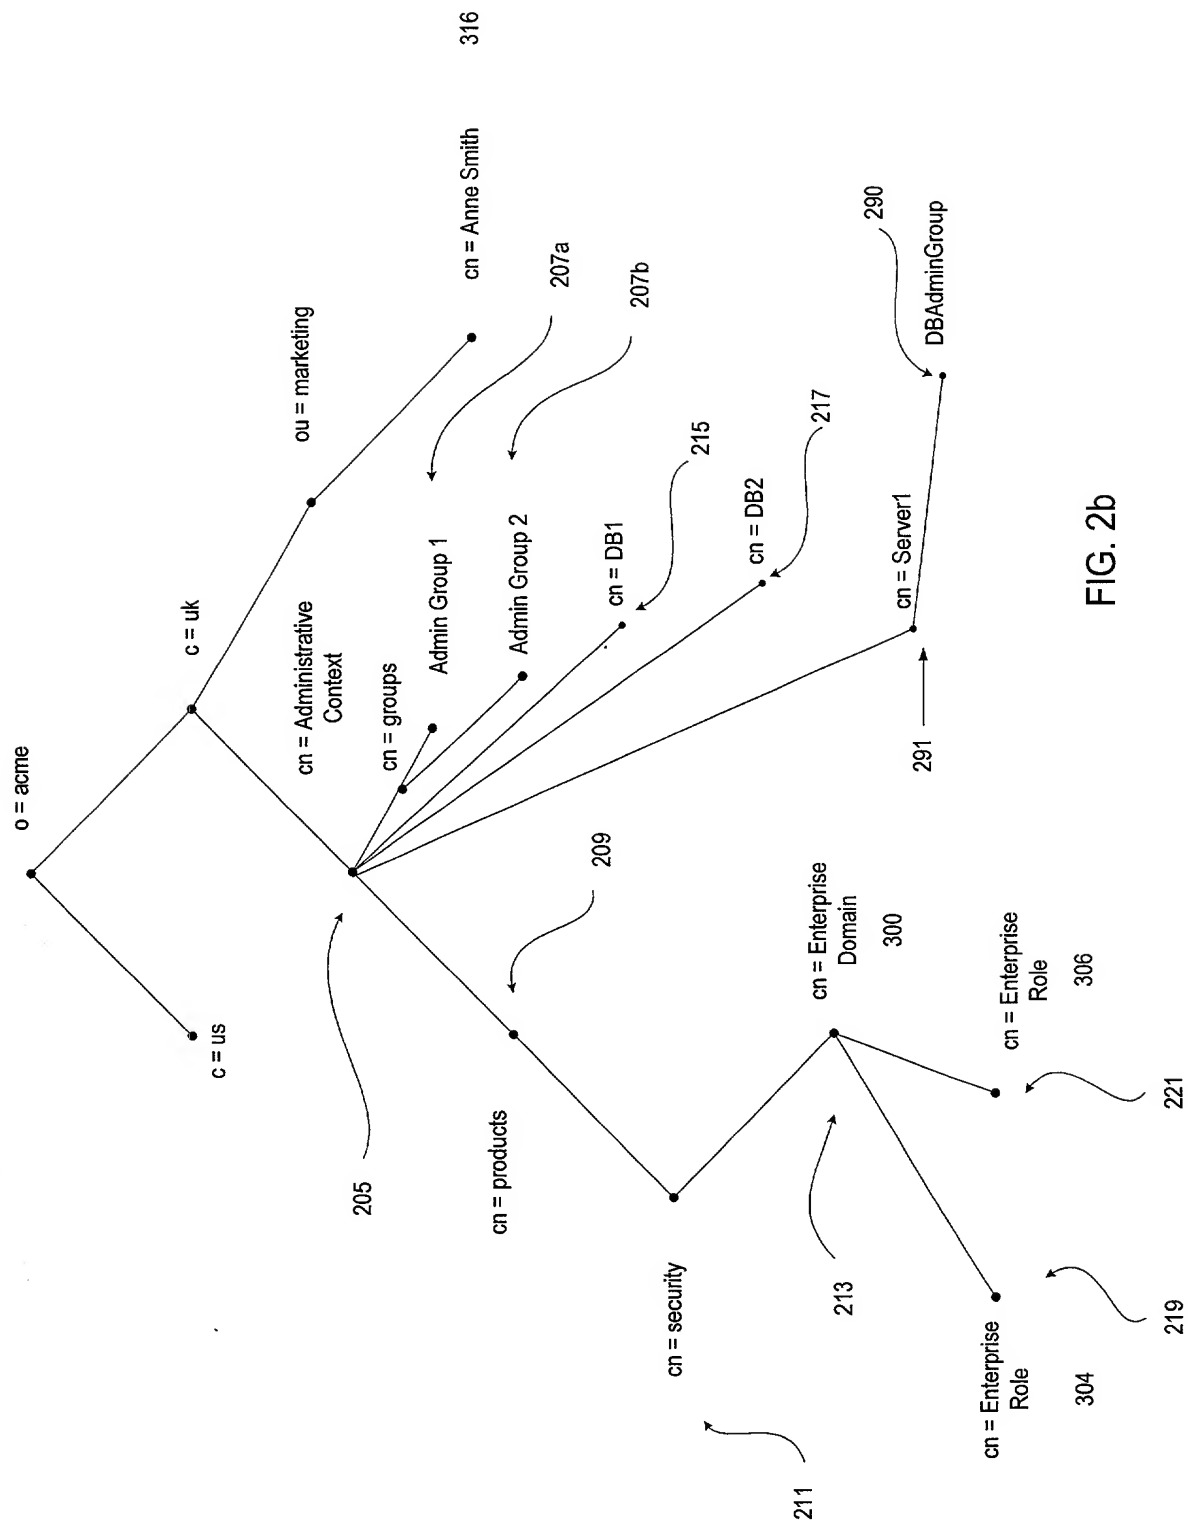 o = acme
c = us
c = uk
ou = marketing
cn = Anne Smith
316
cn = Administrative
Context
205
cn = groups
Admin Group 1
207a
Admin Group 2
207b
cn = products
209
cn = DB1
215
cn = security
211
cn = DB2
217
cn = Enterprise
Domain
300
213
cn = Server1
291
DBAdminGroup
290
cn = Enterprise
Role
304
219
cn = Enterprise
Role
306
221
FIG. 2b